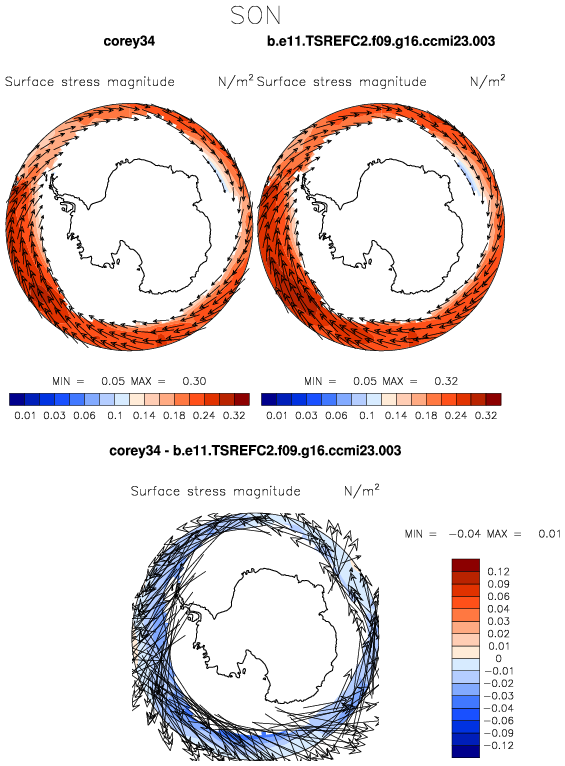 SON
corey34 b.e11.TSREFC2.f09.g16.ccmi23.003
Surface stress magnitude N/m² Surface stress magnitude N/m²
MIN = 0.05 MAX = 0.30 MIN = 0.05 MAX = 0.32
0.01 0.03 0.06 0.1 0.14 0.18 0.24 0.32 0.01 0.03 0.06 0.1 0.14 0.18 0.24 0.32
corey34 - b.e11.TSREFC2.f09.g16.ccmi23.003
Surface stress magnitude N/m²
MIN = -0.04 MAX = 0.01
0.12
0.09
0.06
0.04
0.03
0.02
0.01
0
-0.01
-0.02
-0.03
-0.04
-0.06
-0.09
-0.12